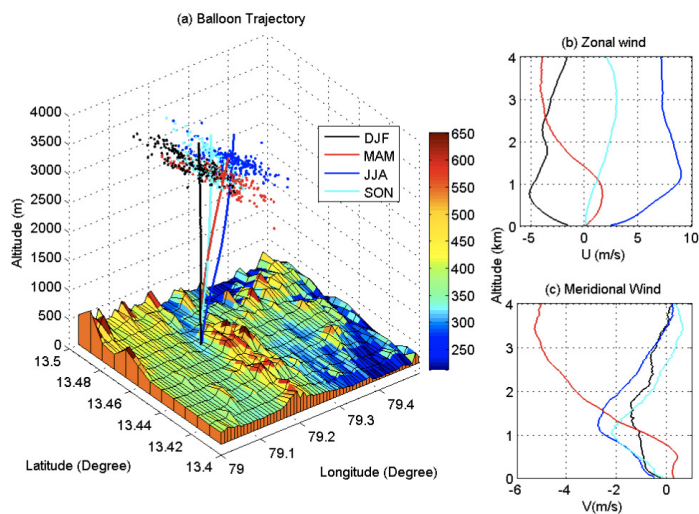 (a) Balloon Trajectory
4000
3500
3000
2500
2000
1500
1000
500
0
Altitude (m)
13.5
13.48
13.46
13.44
13.42
13.4
Latitude (Degree)
79
79.1
79.2
79.3
79.4
Longitude (Degree)
DJF
MAM
JJA
SON
650
600
550
500
450
400
350
300
250
(b) Zonal wind
4
3
2
1
0
-5 0 5 10
U (m/s)
Altitude (km)
(c) Meridional Wind
4
3
2
1
0
-6 -4 -2 0
V(m/s)